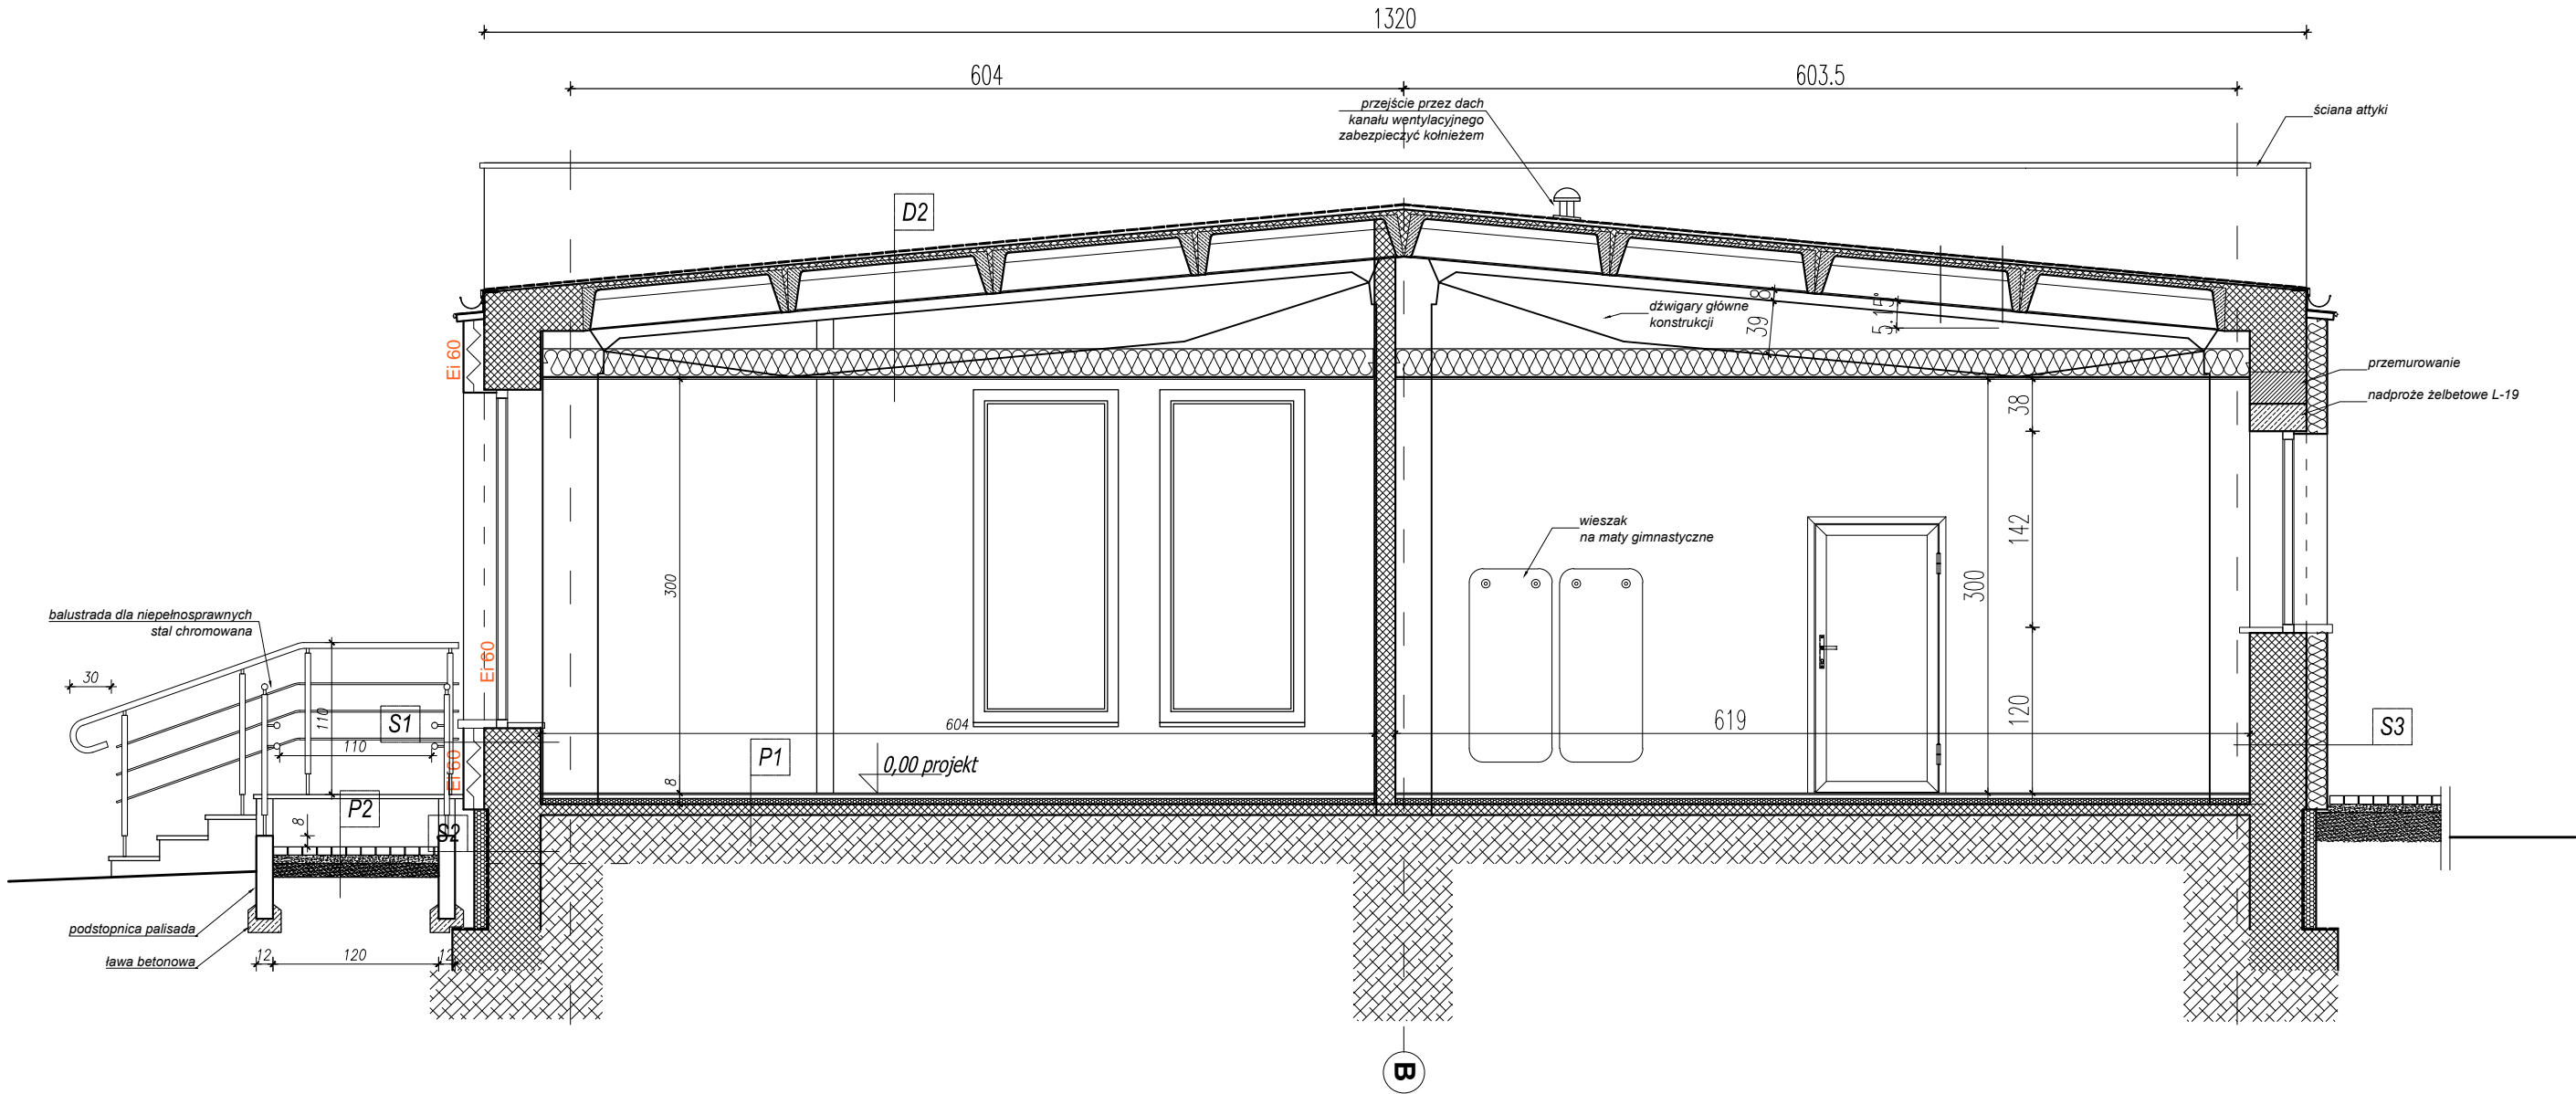 1320
604
603.5
przejście przez dach
kanału wentylacyjnego
zabezpieczyć kołnieżem
ściana attyki
D2
8
39
5.15°
dźwigary główne
konstrukcji
Ei 60
przemurowanie
nadproże żelbetowe L-19
38
142
120
300
300
wieszak
na maty gimnastyczne
balustrada dla niepełnosprawnych
stal chromowana
30
110
110
S1
Ei 60
Ei 60
604
619
S3
P1
0,00 projekt
8
P2
8
S2
podstopnica palisada
ława betonowa
12
120
12
B